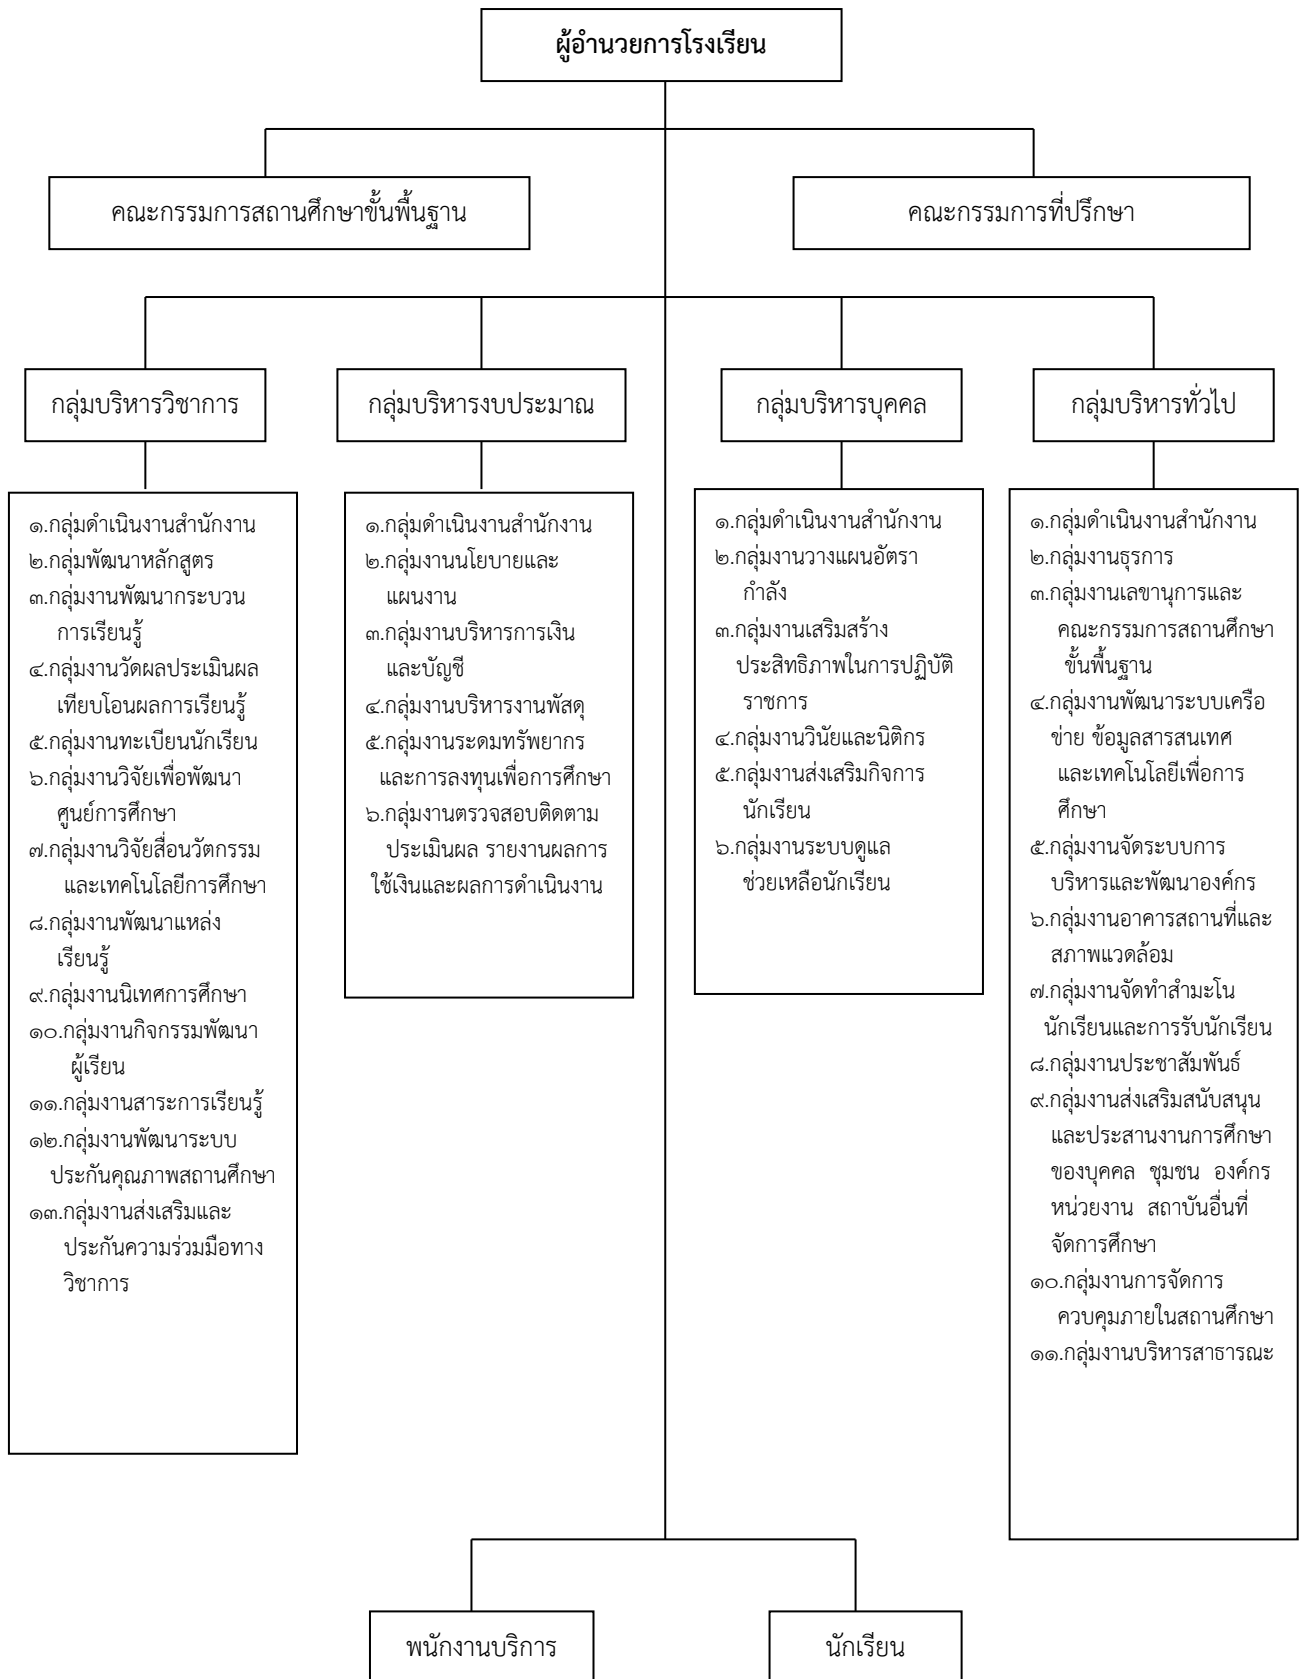 ผู้อำนวยการโรงเรียน
คณะกรรมการสถานศึกษาขั้นพื้นฐาน
คณะกรรมการที่ปรึกษา
กลุ่มบริหารวิชาการ
กลุ่มบริหารงบประมาณ
กลุ่มบริหารบุคคล
กลุ่มบริหารทั่วไป
๑.กลุ่มดำเนินงานสำนักงาน
๒.กลุ่มพัฒนาหลักสูตร
๓.กลุ่มงานพัฒนากระบวน
การเรียนรู้
๔.กลุ่มงานวัดผลประเมินผล
เทียบโอนผลการเรียนรู้
๕.กลุ่มงานทะเบียนนักเรียน
๖.กลุ่มงานวิจัยเพื่อพัฒนา
ศูนย์การศึกษา
๗.กลุ่มงานวิจัยสื่อนวัตกรรม
และเทคโนโลยีการศึกษา
๘.กลุ่มงานพัฒนาแหล่ง
เรียนรู้
๙.กลุ่มงานนิเทศการศึกษา
๑๐.กลุ่มงานกิจกรรมพัฒนา
ผู้เรียน
๑๑.กลุ่มงานสาระการเรียนรู้
๑๒.กลุ่มงานพัฒนาระบบ
ประกันคุณภาพสถานศึกษา
๑๓.กลุ่มงานส่งเสริมและ
ประกันความร่วมมือทาง
วิชาการ
๑.กลุ่มดำเนินงานสำนักงาน
๒.กลุ่มงานนโยบายและ
แผนงาน
๓.กลุ่มงานบริหารการเงิน
และบัญชี
๔.กลุ่มงานบริหารงานพัสดุ
๕.กลุ่มงานระดมทรัพยากร
และการลงทุนเพื่อการศึกษา
๖.กลุ่มงานตรวจสอบติดตาม
ประเมินผล รายงานผลการ
ใช้เงินและผลการดำเนินงาน
๑.กลุ่มดำเนินงานสำนักงาน
๒.กลุ่มงานวางแผนอัตรา
กำลัง
๓.กลุ่มงานเสริมสร้าง
ประสิทธิภาพในการปฏิบัติ
ราชการ
๔.กลุ่มงานวินัยและนิติกร
๕.กลุ่มงานส่งเสริมกิจการ
นักเรียน
๖.กลุ่มงานระบบดูแล
ช่วยเหลือนักเรียน
๑.กลุ่มดำเนินงานสำนักงาน
๒.กลุ่มงานธุรการ
๓.กลุ่มงานเลขานุการและ
คณะกรรมการสถานศึกษา
ขั้นพื้นฐาน
๔.กลุ่มงานพัฒนาระบบเครือ
ข่าย ข้อมูลสารสนเทศ
และเทคโนโลยีเพื่อการ
ศึกษา
๕.กลุ่มงานจัดระบบการ
บริหารและพัฒนาองค์กร
๖.กลุ่มงานอาคารสถานที่และ
สภาพแวดล้อม
๗.กลุ่มงานจัดทำสำมะโน
นักเรียนและการรับนักเรียน
๘.กลุ่มงานประชาสัมพันธ์
๙.กลุ่มงานส่งเสริมสนับสนุน
และประสานงานการศึกษา
ของบุคคล ชุมชน องค์กร
หน่วยงาน สถาบันอื่นที่
จัดการศึกษา
๑๐.กลุ่มงานการจัดการ
ควบคุมภายในสถานศึกษา
๑๑.กลุ่มงานบริหารสาธารณะ
พนักงานบริการ
นักเรียน